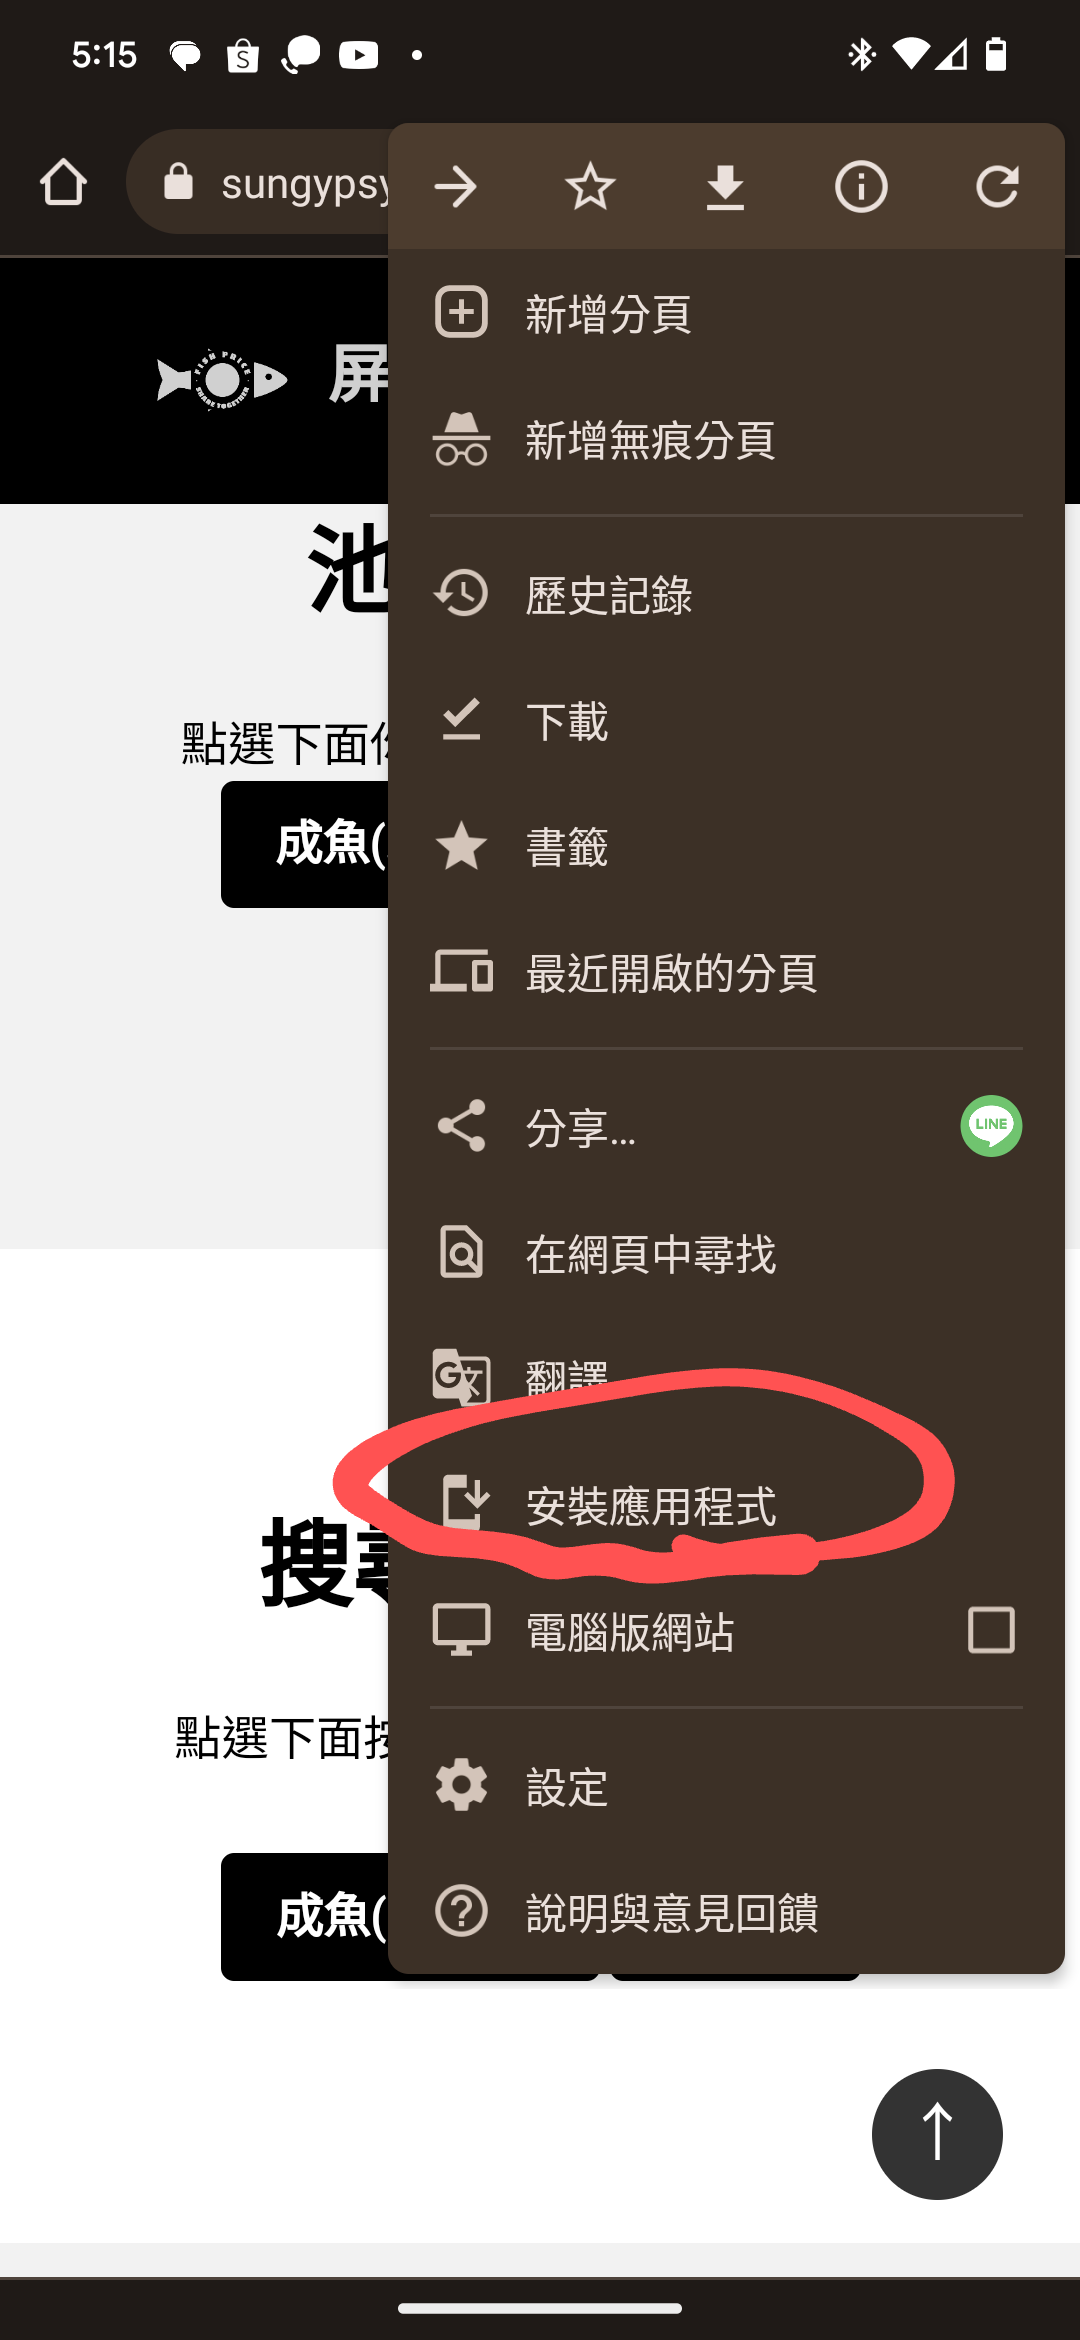 5:15
sungypsy
新增分頁
FISH PRICE
SHARE TOGETHER
新增無痕分頁
池
歷史記錄
點選下面
下載
成魚(
書籤
最近開啟的分頁
分享...
LINE
在網頁中尋找
翻譯
安裝應用程式
搜尋
電腦版網站
點選下面按
設定
成魚(
說明與意見回饋